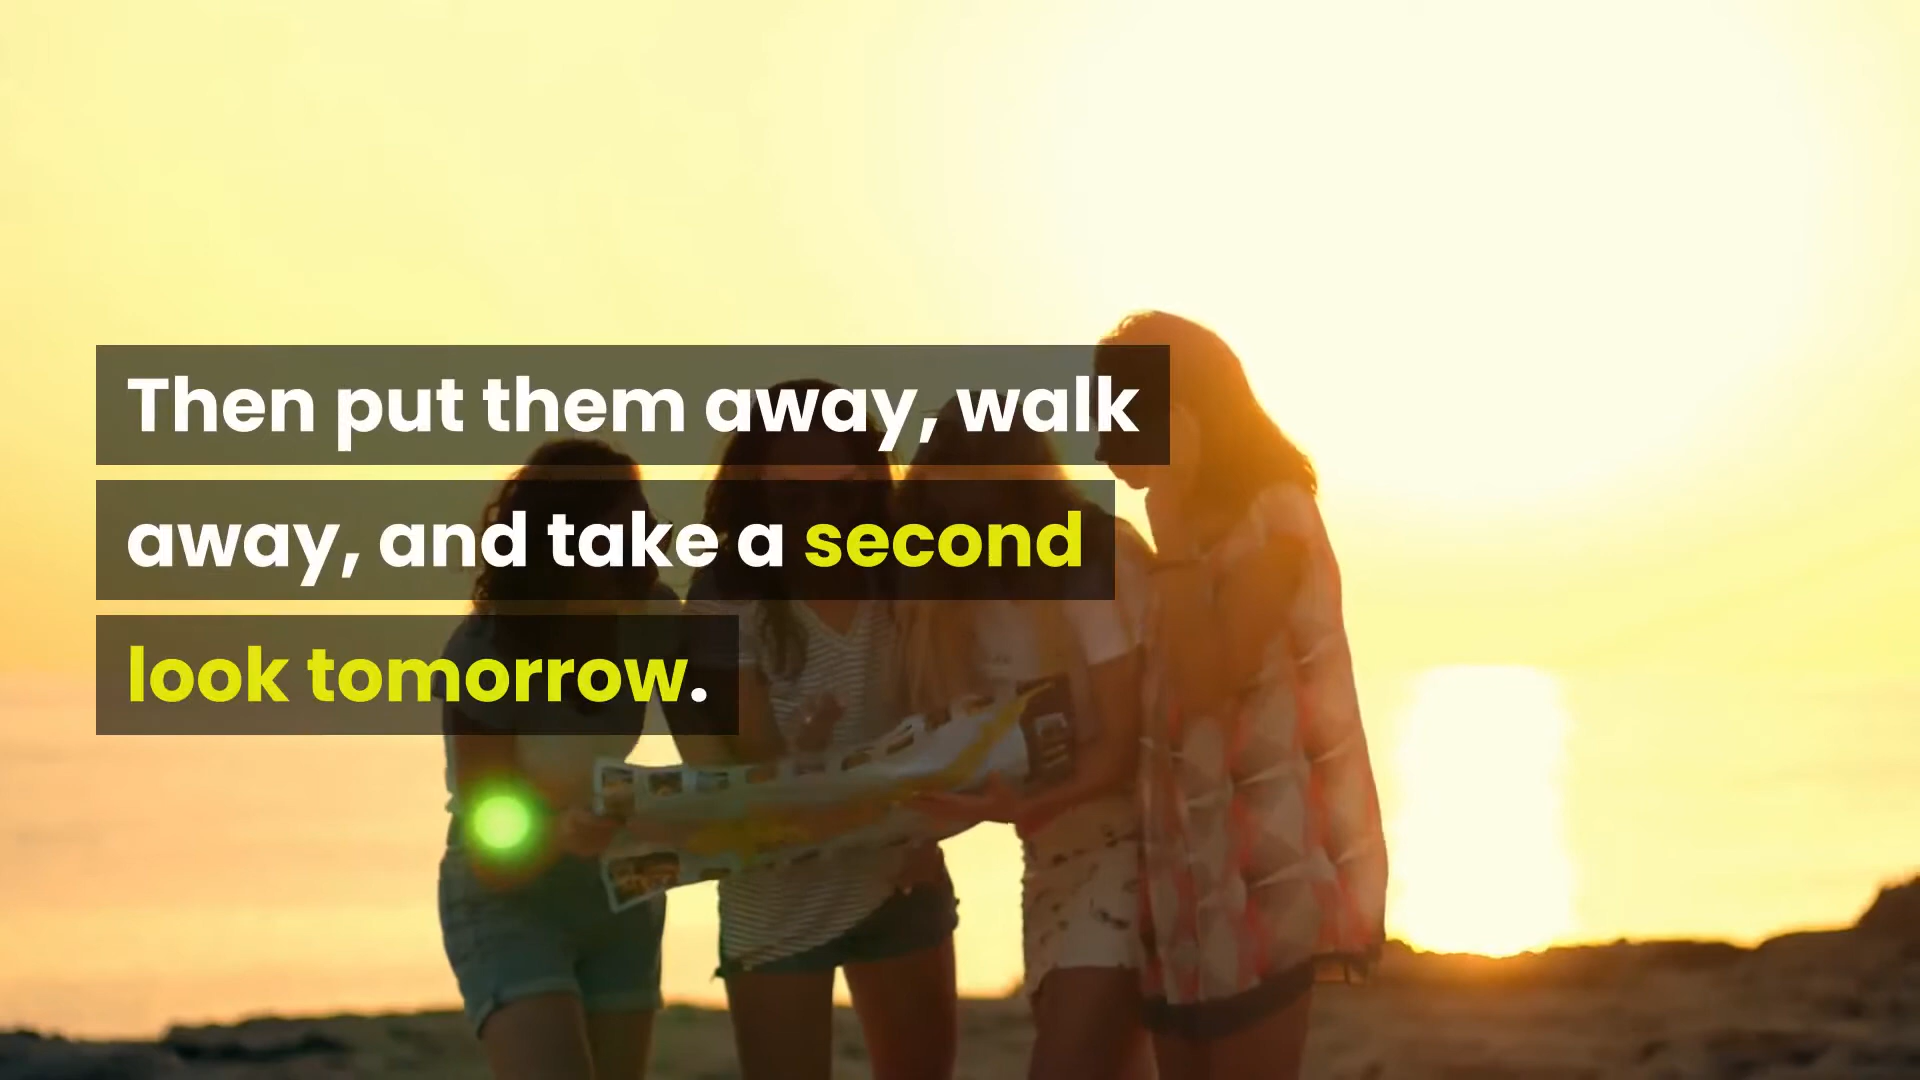 Then put them away, walk
away, and take a second
look tomorrow.